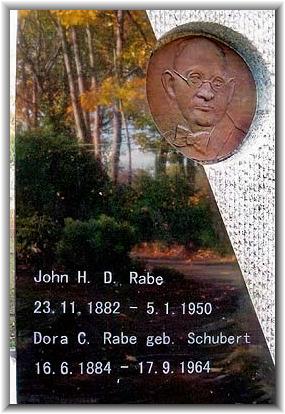 John H. D. Rabe
23.11.1882 - 5.1.1950
Dora C. Rabe geb. Schubert
16.6.1884 - 17.9.1964